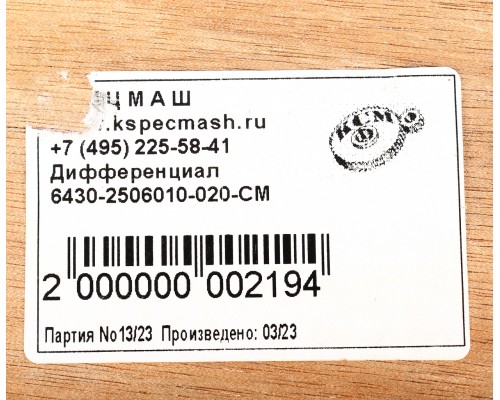 ЦМАШ
.kspecmash.ru
КСМ
+7 (495) 225-58-41
Дифференциал
6430-2506010-020-СМ
2 000000 002194
Партия No13/23 Произведено: 03/23